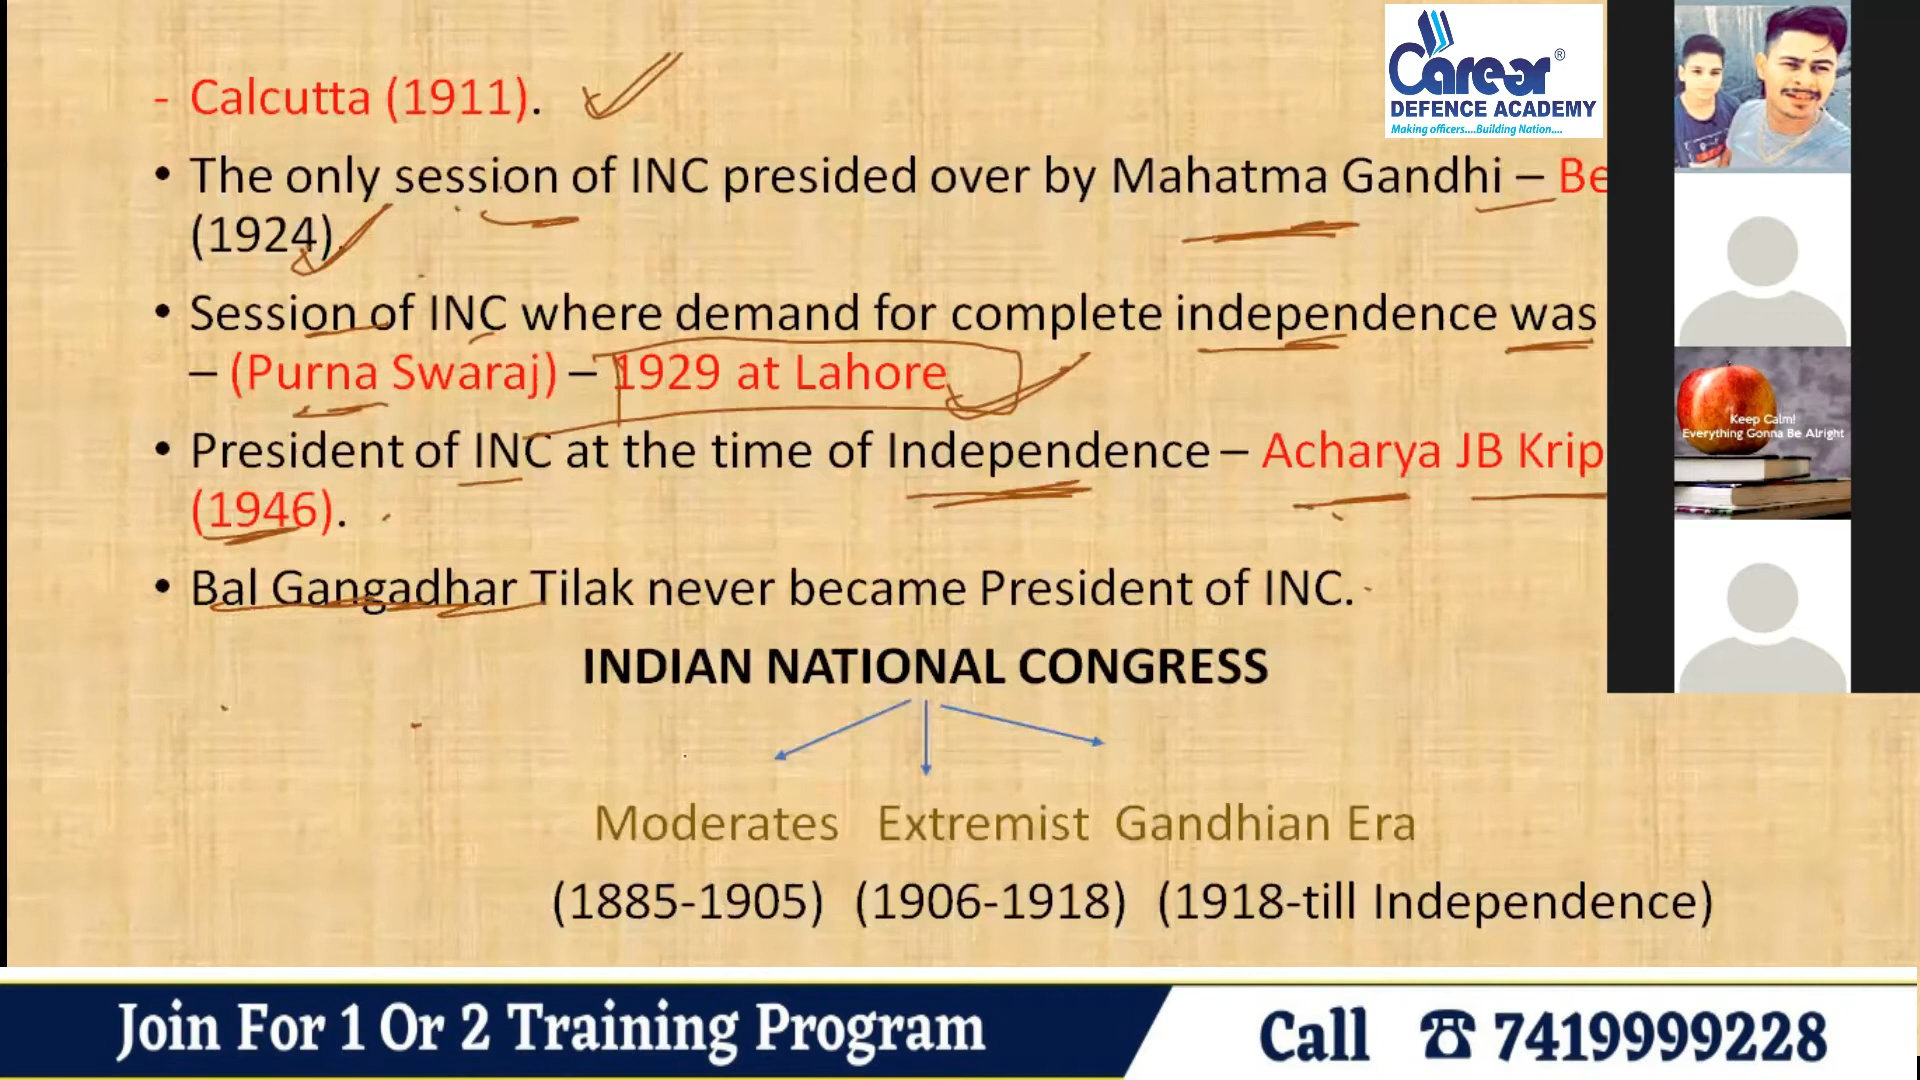 - Calcutta (1911).
• The only session of INC presided over by Mahatma Gandhi – Be
(1924).
• Session of INC where demand for complete independence was
– (Purna Swaraj) – 1929 at Lahore
• President of INC at the time of Independence – Acharya JB Krip
(1946).
• Bal Gangadhar Tilak never became President of INC.
INDIAN NATIONAL CONGRESS
Moderates Extremist Gandhian Era
(1885-1905) (1906-1918) (1918-till Independence)
Carear®
DEFENCE ACADEMY
Making officers....Building Nation....
Keep Calm!
Everything Gonna Be Alright
Join For 1 Or 2 Training Program
Call ☎ 7419999228